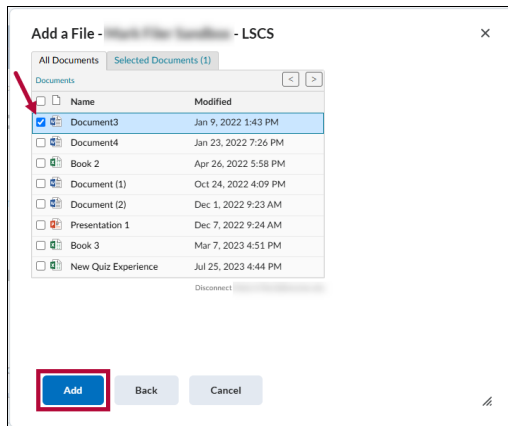 Add a File - - LSCS
All Documents Selected Documents (1)
Documents < >
Name Modified
Document3 Jan 9, 2022 1:43 PM
Document4 Jan 23, 2022 7:26 PM
Book 2 Apr 26, 2022 5:58 PM
Document (1) Oct 24, 2022 4:09 PM
Document (2) Dec 1, 2022 9:23 AM
Presentation 1 Dec 7, 2022 9:24 AM
Book 3 Mar 7, 2023 4:51 PM
New Quiz Experience Jul 25, 2023 4:44 PM
Disconnect
Add Back Cancel